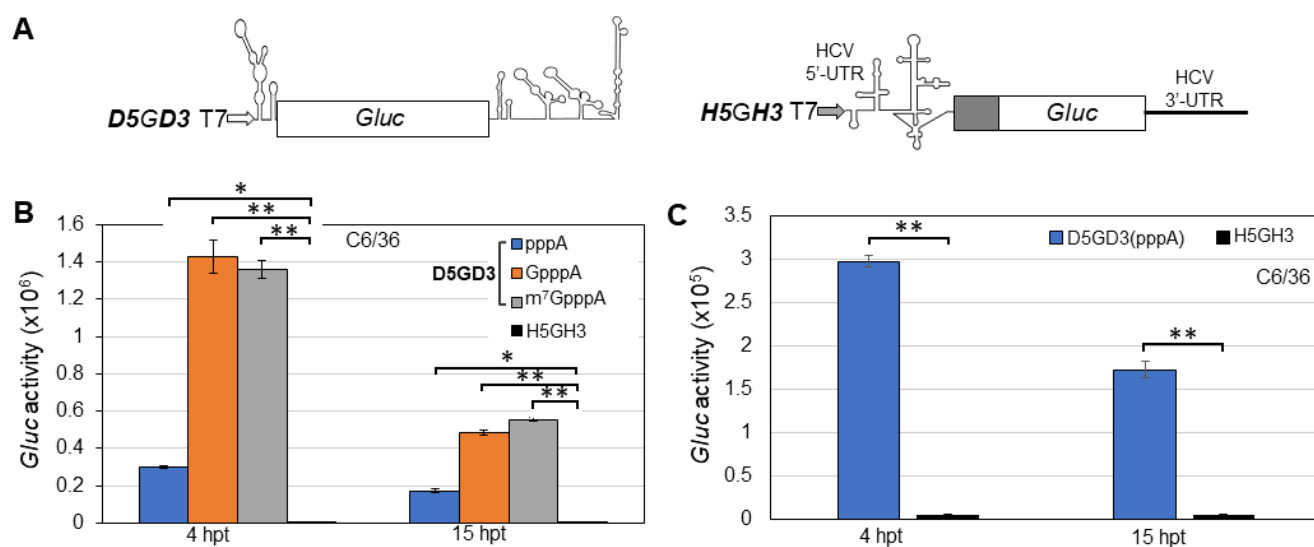 A
D5GD3 T7
Gluc
HCV
5'-UTR
H5GH3 T7
Gluc
HCV
3'-UTR
B
Gluc activity (x10⁶)
1.6
1.4
1.2
1
0.8
0.6
0.4
0.2
0
*
**
**
C6/36
D5GD3
pppA
GpppA
m⁷GpppA
H5GH3
*
**
**
4 hpt
15 hpt
C
Gluc activity (x10⁵)
3.5
3
2.5
2
1.5
1
0.5
0
**
D5GD3(pppA)
H5GH3
C6/36
**
4 hpt
15 hpt